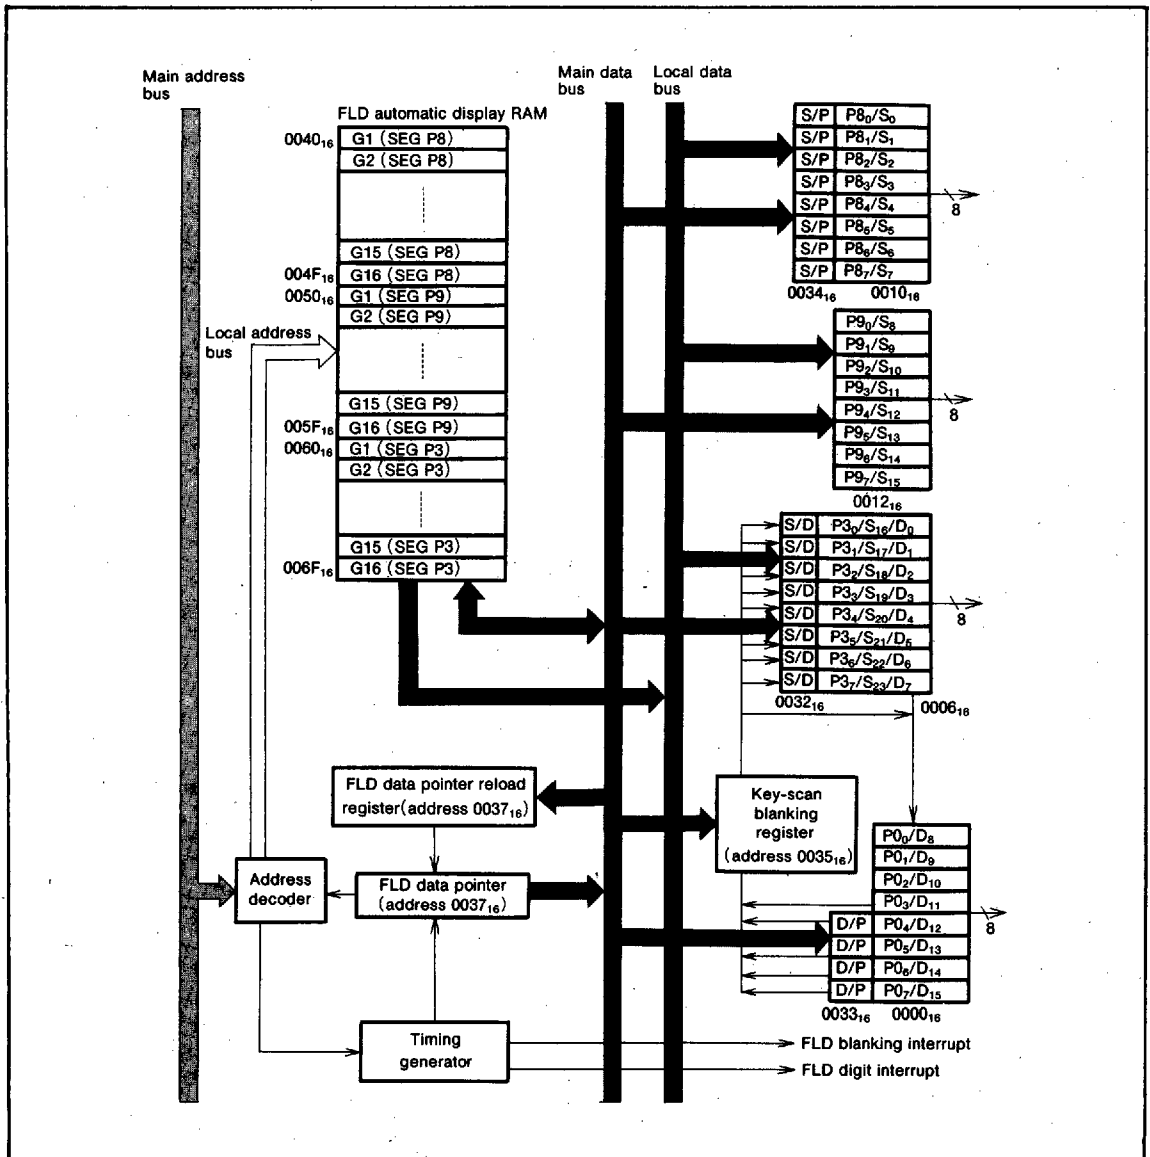 Main address
bus
FLD automatic display RAM
0040₁₆
G1 (SEG P8)
G2 (SEG P8)
G15 (SEG P8)
004F₁₆
G16 (SEG P8)
0050₁₆
G1 (SEG P9)
G2 (SEG P9)
Local address
bus
G15 (SEG P9)
005F₁₆
G16 (SEG P9)
0060₁₆
G1 (SEG P3)
G2 (SEG P3)
G15 (SEG P3)
006F₁₆
G16 (SEG P3)
Main data
bus
Local data
bus
S/P P8₀/S₀
S/P P8₁/S₁
S/P P8₂/S₂
S/P P8₃/S₃
S/P P8₄/S₄
S/P P8₅/S₅
S/P P8₆/S₆
S/P P8₇/S₇
8
0034₁₆ 0010₁₆
P9₀/S₈
P9₁/S₉
P9₂/S₁₀
P9₃/S₁₁
P9₄/S₁₂
P9₅/S₁₃
P9₆/S₁₄
P9₇/S₁₅
8
0012₁₆
S/D P3₀/S₁₆/D₀
S/D P3₁/S₁₇/D₁
S/D P3₂/S₁₈/D₂
S/D P3₃/S₁₉/D₃
S/D P3₄/S₂₀/D₄
S/D P3₅/S₂₁/D₅
S/D P3₆/S₂₂/D₆
S/D P3₇/S₂₃/D₇
8
0032₁₆ 0006₁₆
FLD data pointer reload
register(address 0037₁₆)
Key-scan
blanking
register
(address 0035₁₆)
Address
decoder
FLD data pointer
(address 0037₁₆)
P0₀/D₈
P0₁/D₉
P0₂/D₁₀
P0₃/D₁₁
D/P P0₄/D₁₂
D/P P0₅/D₁₃
D/P P0₆/D₁₄
D/P P0₇/D₁₅
8
0033₁₆ 0000₁₆
Timing
generator
FLD blanking interrupt
FLD digit interrupt